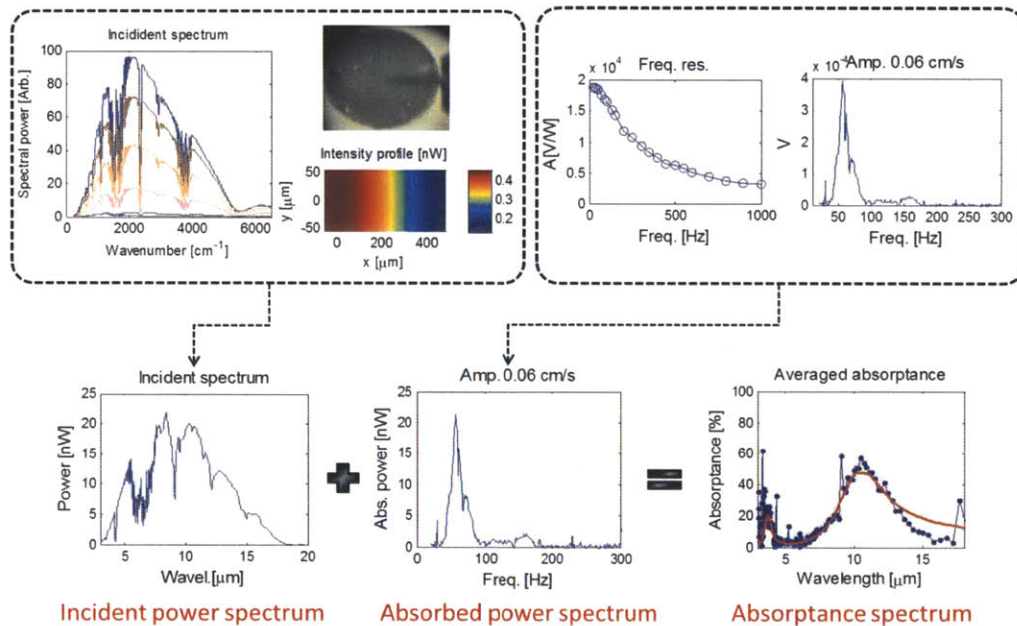 Incidident spectrum
Spectral power [Arb.]
100
80
60
40
20
0
0 2000 4000 6000
Wavenumber [cm⁻¹]
Intensity profile [nW]
y [μm]
50
0
-50
0 200 400
x [μm]
0.4
0.3
0.2
x 10⁴ Freq. res.
A[V/W]
2
1.5
1
0.5
0
0 500 1000
Freq. [Hz]
x 10⁻⁴ Amp. 0.06 cm/s
V
4
3
2
1
0
50 100 150 200 250 300
Freq. [Hz]
Incident spectrum
Power [nW]
25
20
15
10
5
0
5 10 15 20
Wavel.[μm]
Incident power spectrum
+
Amp. 0.06 cm/s
Abs. power [nW]
25
20
15
10
5
0
0 100 200 300
Freq. [Hz]
Absorbed power spectrum
=
Averaged absorptance
Absorptance [%]
100
80
60
40
20
0
5 10 15
Wavelength [μm]
Absorptance spectrum